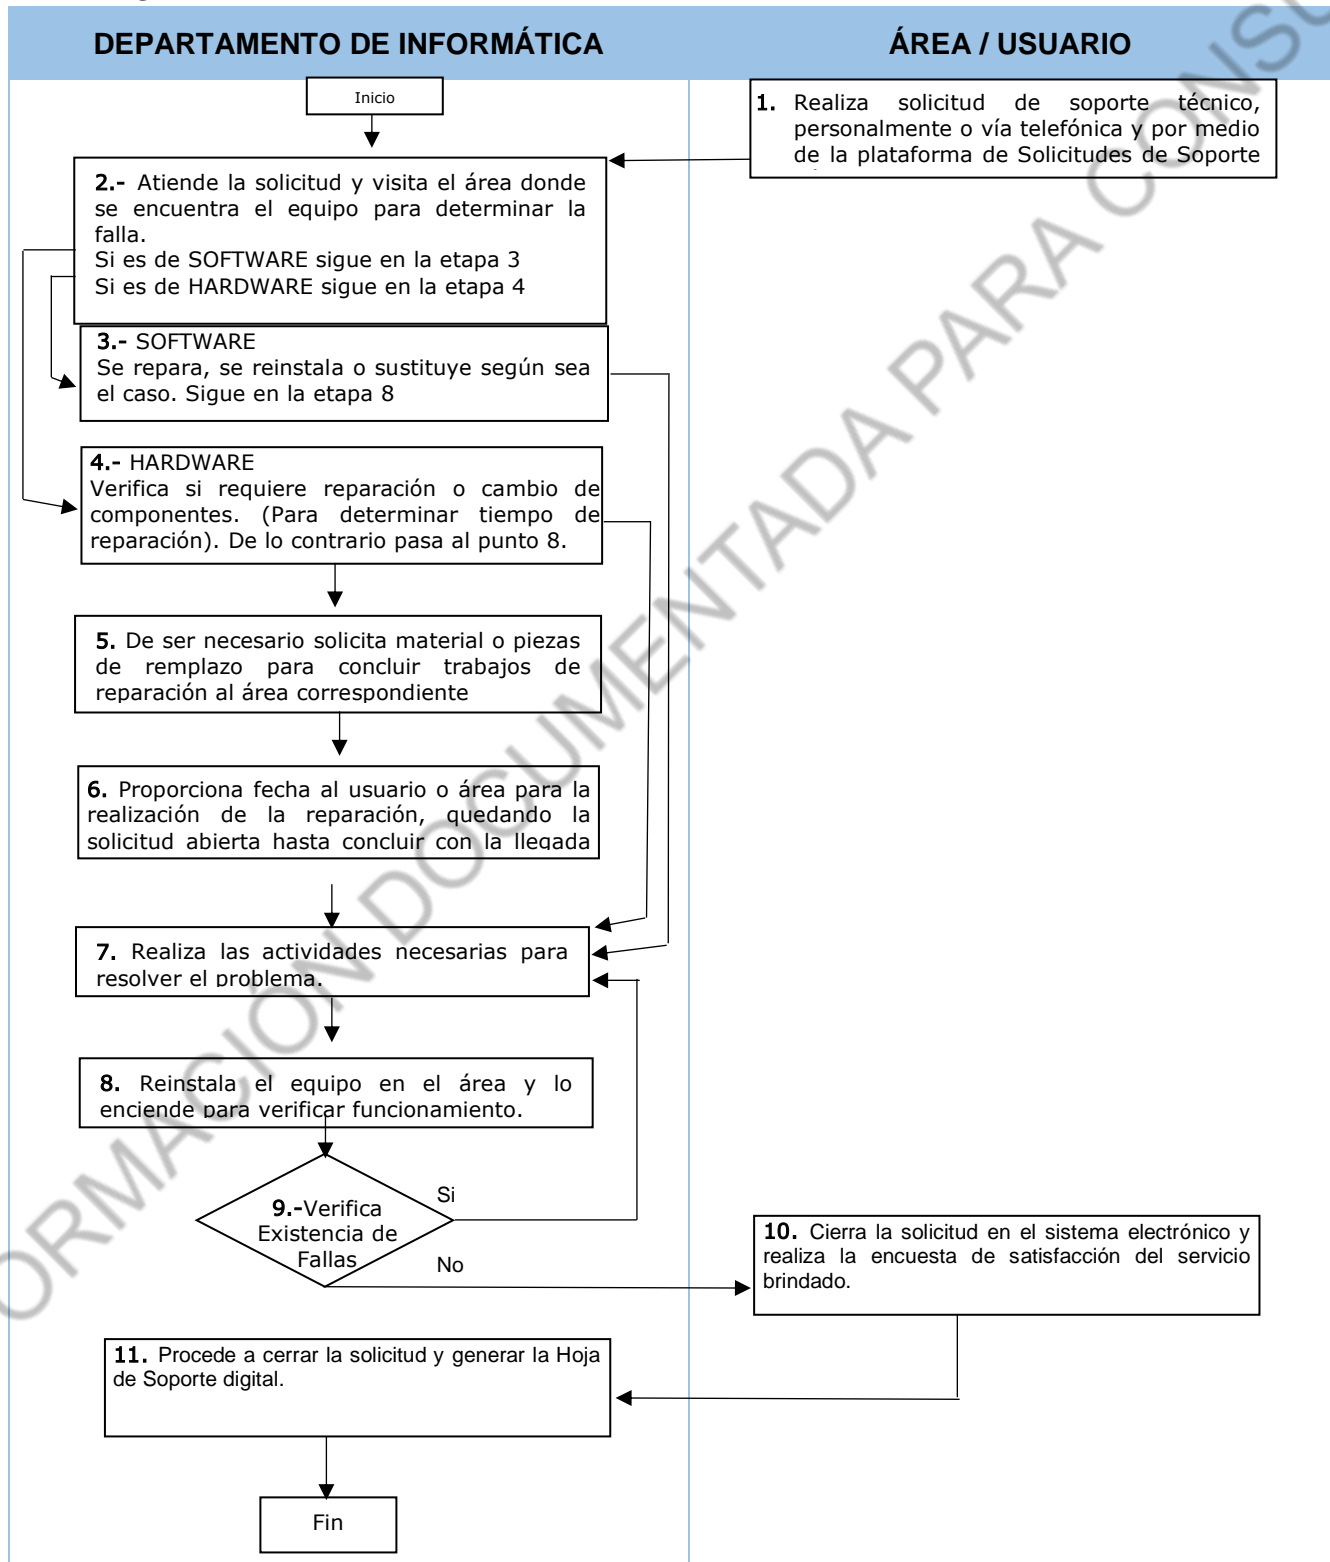 DEPARTAMENTO DE INFORMÁTICA
ÁREA / USUARIO
Inicio
1. Realiza solicitud de soporte técnico,
personalmente o vía telefónica y por medio
de la plataforma de Solicitudes de Soporte
2.- Atiende la solicitud y visita el área donde
se encuentra el equipo para determinar la
falla.
Si es de SOFTWARE sigue en la etapa 3
Si es de HARDWARE sigue en la etapa 4
3.- SOFTWARE
Se repara, se reinstala o sustituye según sea
el caso. Sigue en la etapa 8
4.- HARDWARE
Verifica si requiere reparación o cambio de
componentes. (Para determinar tiempo de
reparación). De lo contrario pasa al punto 8.
5. De ser necesario solicita material o piezas
de remplazo para concluir trabajos de
reparación al área correspondiente
6. Proporciona fecha al usuario o área para la
realización de la reparación, quedando la
solicitud abierta hasta concluir con la llegada
7. Realiza las actividades necesarias para
resolver el problema.
8. Reinstala el equipo en el área y lo
enciende para verificar funcionamiento.
9.-Verifica
Existencia de
Fallas
Si
No
10. Cierra la solicitud en el sistema electrónico y
realiza la encuesta de satisfacción del servicio
brindado.
11. Procede a cerrar la solicitud y generar la Hoja
de Soporte digital.
Fin
ORMACIÓN DOCUMENTADA PARA CONSU